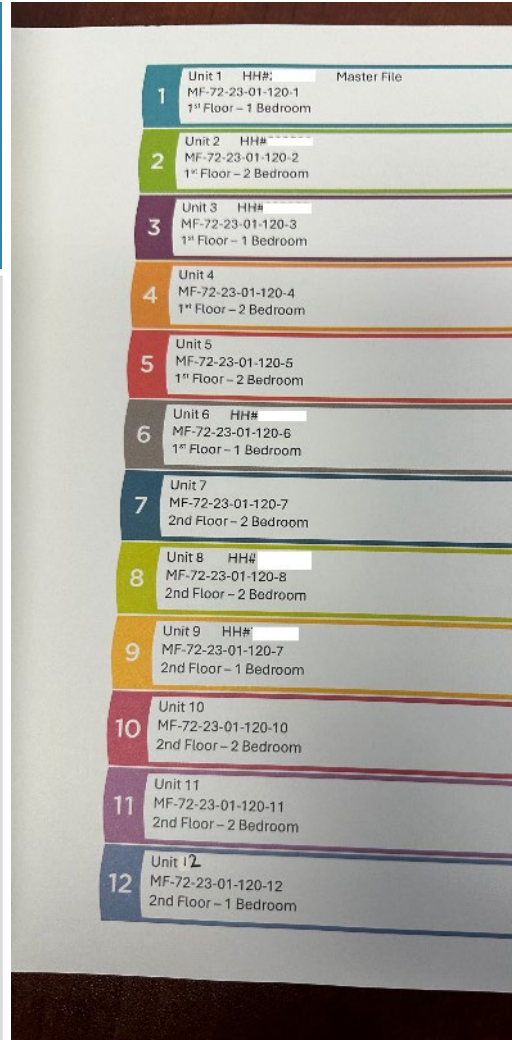 1
Unit 1 HH#: Master File
MF-72-23-01-120-1
1st Floor – 1 Bedroom
2
Unit 2 HH#
MF-72-23-01-120-2
1st Floor – 2 Bedroom
3
Unit 3 HH#
MF-72-23-01-120-3
1st Floor – 1 Bedroom
4
Unit 4
MF-72-23-01-120-4
1st Floor – 2 Bedroom
5
Unit 5
MF-72-23-01-120-5
1st Floor – 2 Bedroom
6
Unit 6 HH#
MF-72-23-01-120-6
1st Floor – 1 Bedroom
7
Unit 7
MF-72-23-01-120-7
2nd Floor – 2 Bedroom
8
Unit 8 HH#
MF-72-23-01-120-8
2nd Floor – 2 Bedroom
9
Unit 9 HH#
MF-72-23-01-120-7
2nd Floor – 1 Bedroom
10
Unit 10
MF-72-23-01-120-10
2nd Floor – 2 Bedroom
11
Unit 11
MF-72-23-01-120-11
2nd Floor – 2 Bedroom
12
Unit 12
MF-72-23-01-120-12
2nd Floor – 1 Bedroom